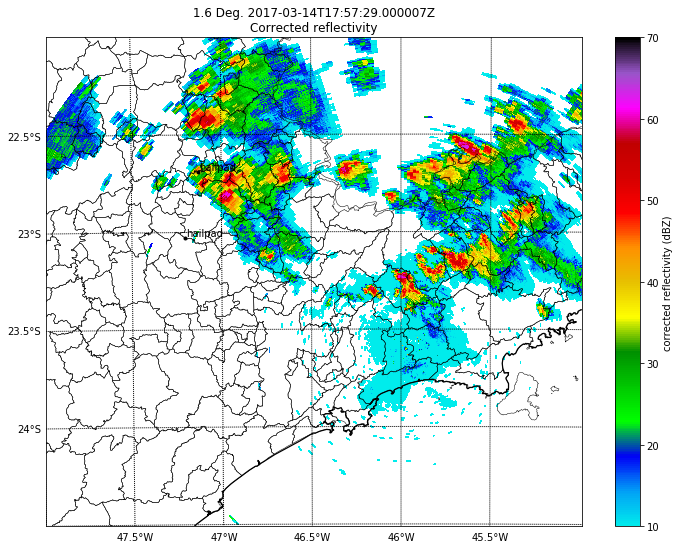 1.6 Deg. 2017-03-14T17:57:29.000007Z
Corrected reflectivity
70
60
50
40
30
20
10
corrected reflectivity (dBZ)
22.5°S
23°S
23.5°S
24°S
hailpad
hailpad
47.5°W
47°W
46.5°W
46°W
45.5°W